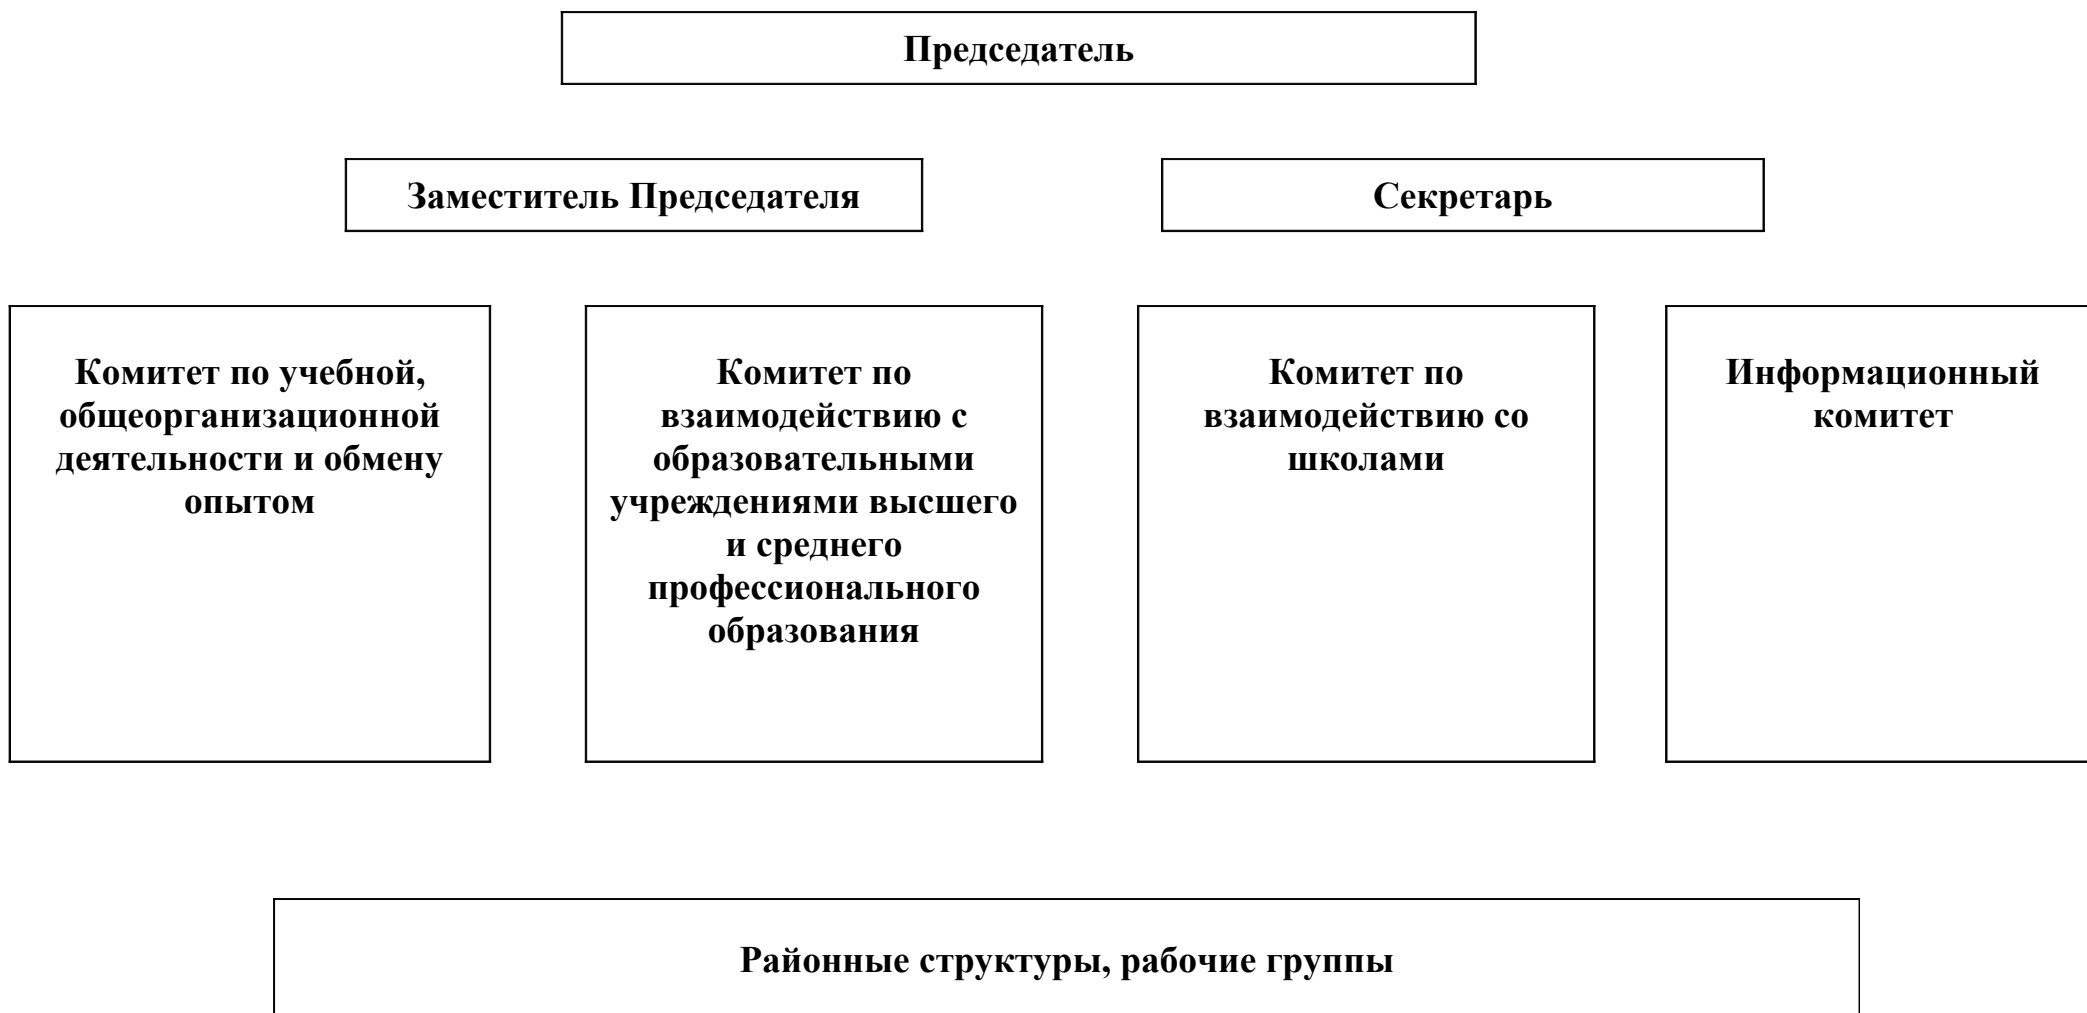 Председатель
Заместитель Председателя
Секретарь
Комитет по учебной,
общеорганизационной
деятельности и обмену
опытом
Комитет по
взаимодействию с
образовательными
учреждениями высшего
и среднего
профессионального
образования
Комитет по
взаимодействию со
школами
Информационный
комитет
Районные структуры, рабочие группы